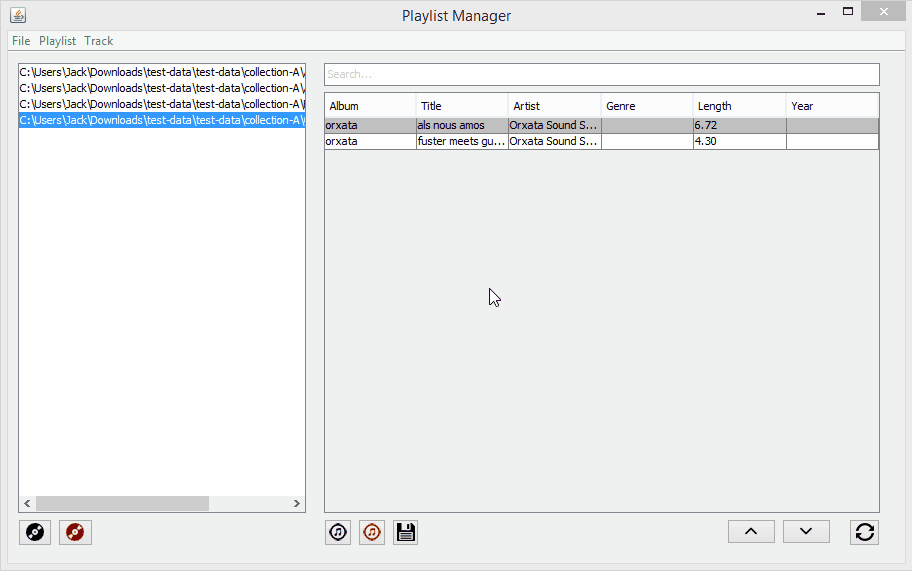 Playlist Manager
File Playlist Track
C:\Users\Jack\Downloads\test-data\test-data\collection-A\
C:\Users\Jack\Downloads\test-data\test-data\collection-A\
C:\Users\Jack\Downloads\test-data\test-data\collection-A\
C:\Users\Jack\Downloads\test-data\test-data\collection-A\
Search...
Album Title Artist Genre Length Year
orxata als nous amos Orxata Sound S... 6.72
orxata fuster meets gu... Orxata Sound S... 4.30